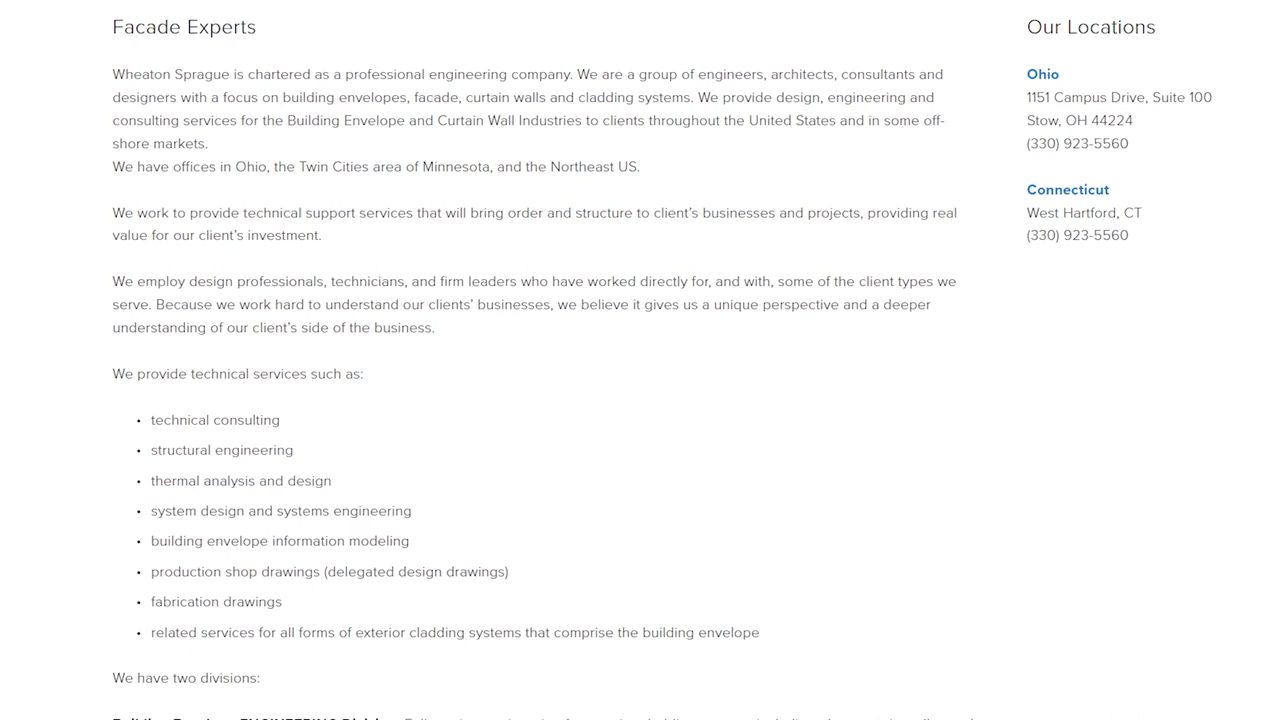 Facade Experts
Wheaton Sprague is chartered as a professional engineering company. We are a group of engineers, architects, consultants and
designers with a focus on building envelopes, facade, curtain walls and cladding systems. We provide design, engineering and
consulting services for the Building Envelope and Curtain Wall Industries to clients throughout the United States and in some off-
shore markets.
We have offices in Ohio, the Twin Cities area of Minnesota, and the Northeast US.
We work to provide technical support services that will bring order and structure to client's businesses and projects, providing real
value for our client's investment.
We employ design professionals, technicians, and firm leaders who have worked directly for, and with, some of the client types we
serve. Because we work hard to understand our clients' businesses, we believe it gives us a unique perspective and a deeper
understanding of our client's side of the business.
We provide technical services such as:
• technical consulting
• structural engineering
• thermal analysis and design
• system design and systems engineering
• building envelope information modeling
• production shop drawings (delegated design drawings)
• fabrication drawings
• related services for all forms of exterior cladding systems that comprise the building envelope
We have two divisions:
Our Locations
Ohio
1151 Campus Drive, Suite 100
Stow, OH 44224
(330) 923-5560
Connecticut
West Hartford, CT
(330) 923-5560